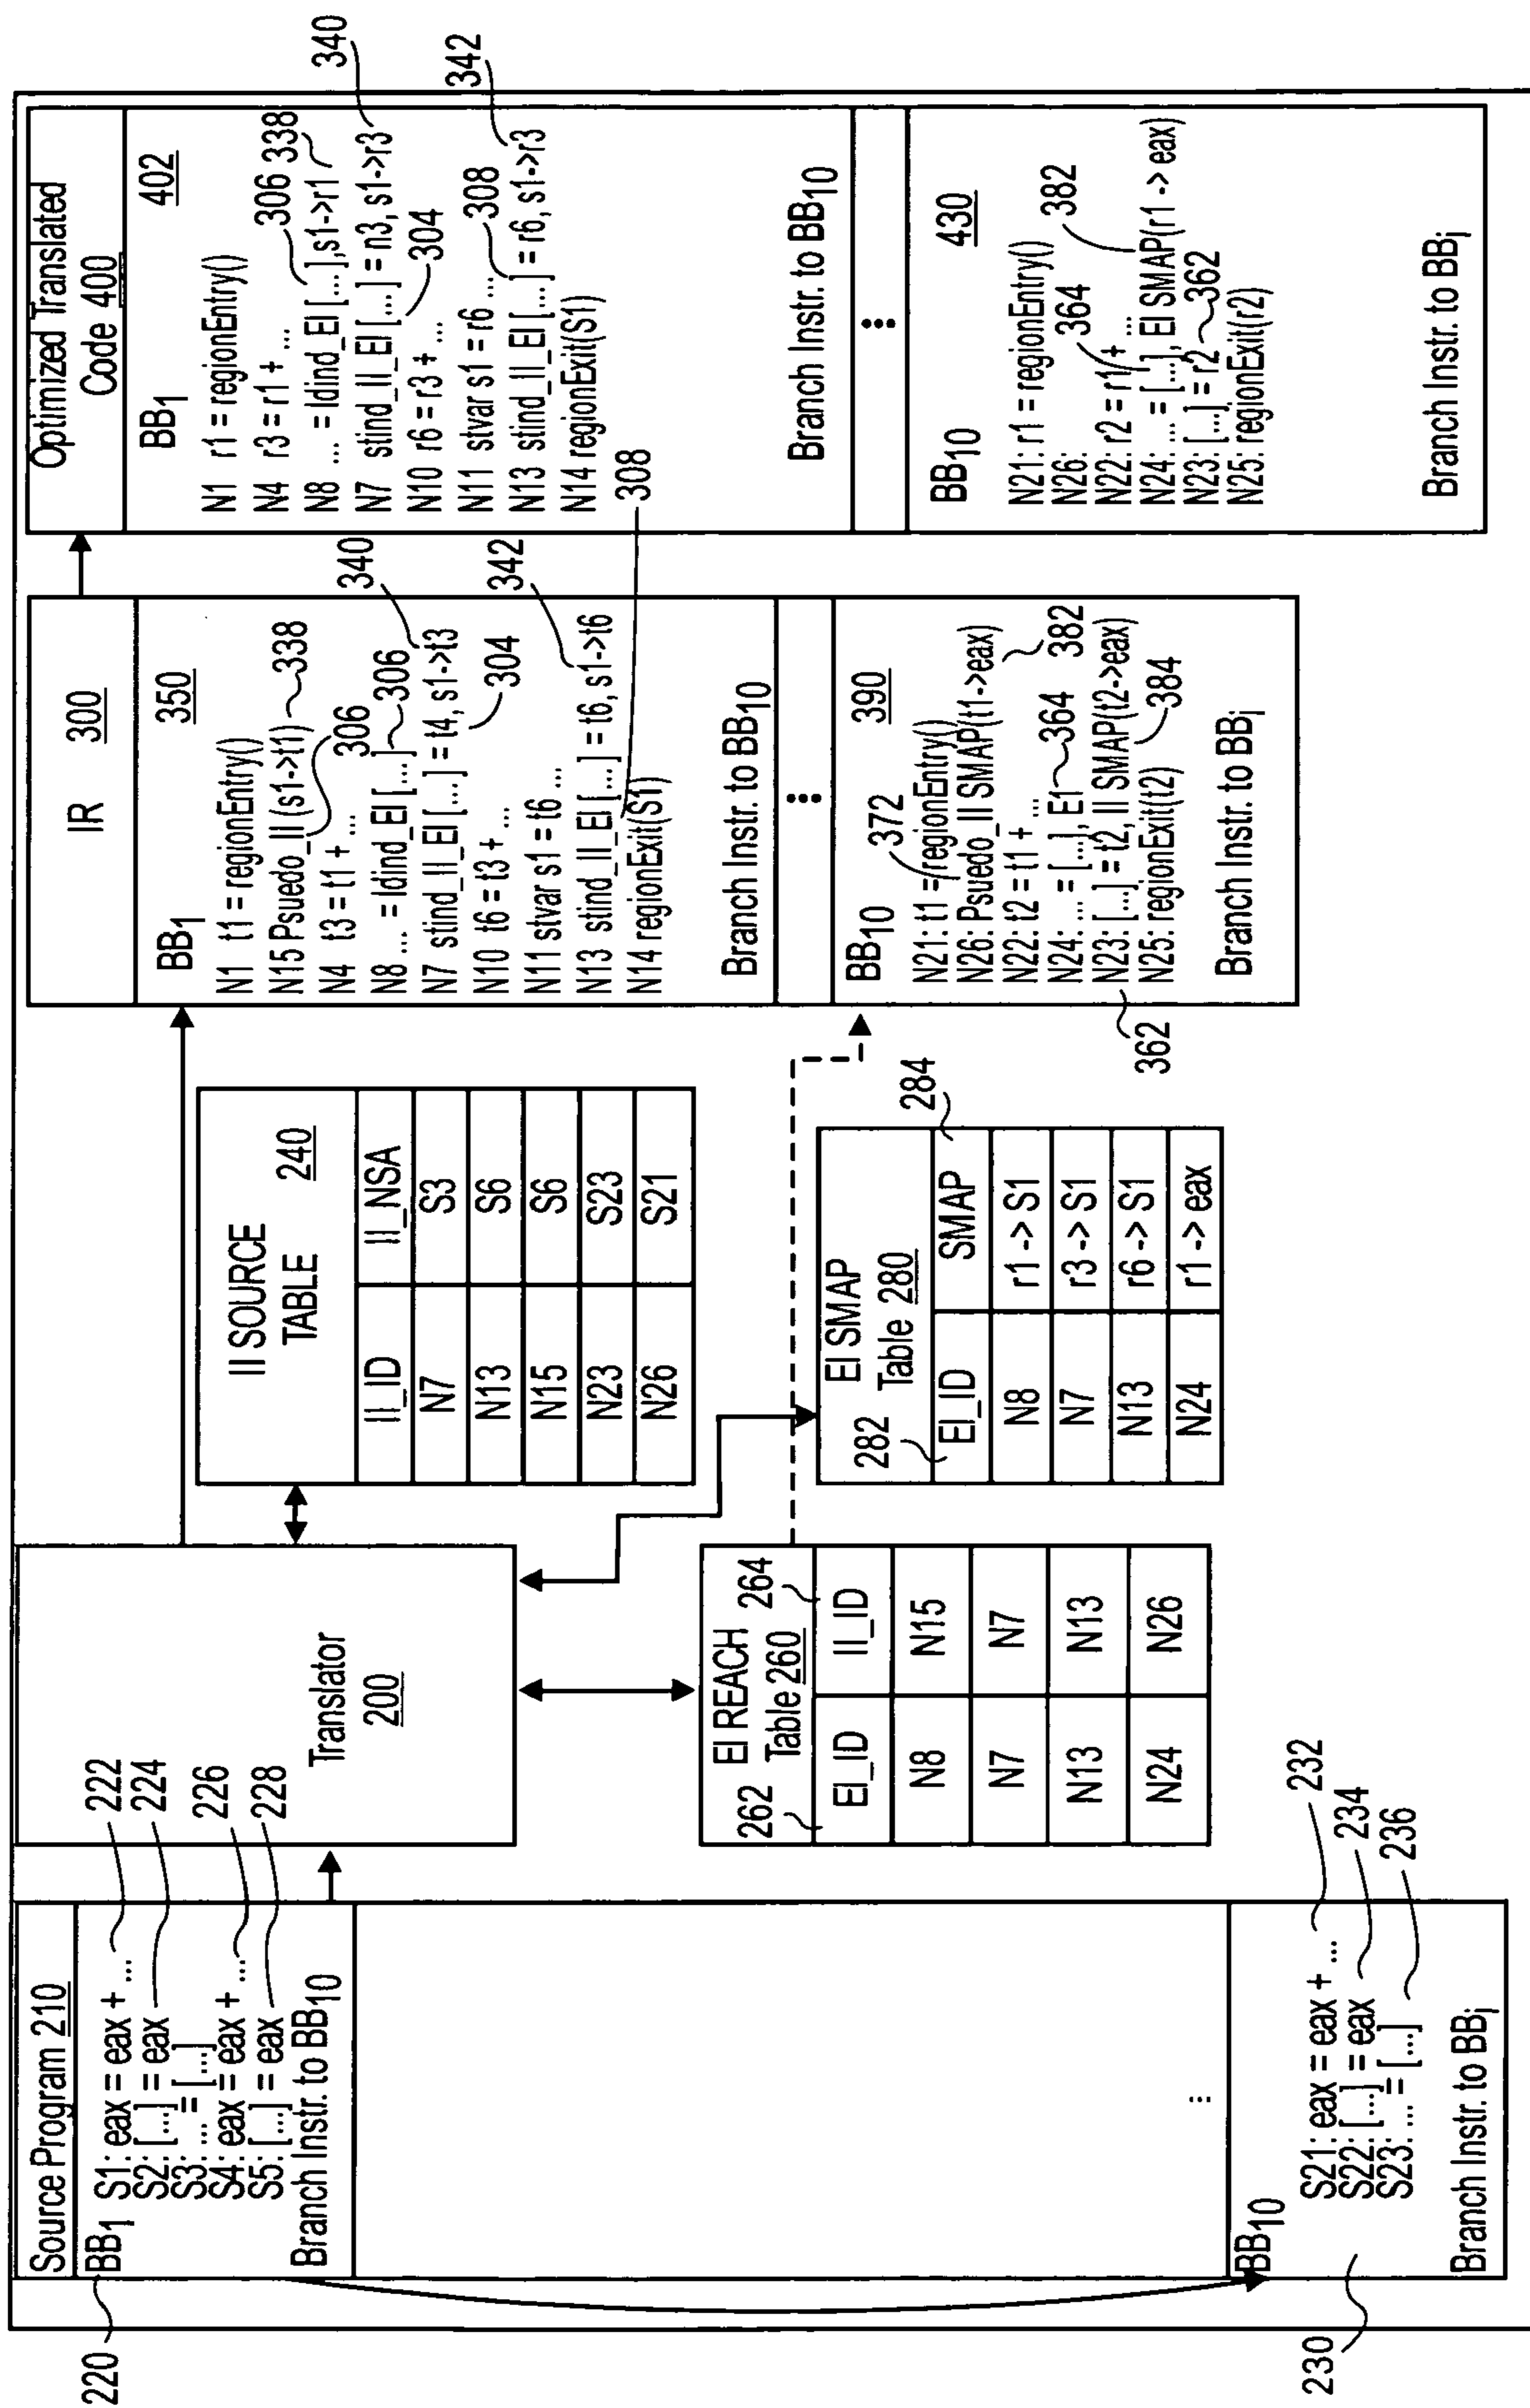 Source Program 210
220
BB1
S1: eax = eax + ...
222
S2: [...] = eax
224
S3: ... = [...]
S4: eax = eax + ...
226
S5: [...] = eax
228
Branch Instr. to BB10
...
BB10
230
S21: eax = eax + ...
232
S22: [...] = eax
234
S23: ... = [...]
236
Branch Instr. to BBi
Translator
200
EI REACH
Table 260
262
264
EI_ID II_ID
N8 N15
N7 N7
N13 N13
N24 N26
II SOURCE
TABLE 240
II_ID II_NSA
N7 S3
N13 S6
N15 S6
N23 S23
N26 S21
EI SMAP
Table 280
282
284
EI_ID SMAP
N8 r1 -> S1
N7 r3 -> S1
N13 r6 -> S1
N24 r1 -> eax
IR 300
BB1 350
N1 t1 = regionEntry()
N15 Psuedo_II (s1->t1)
338
306
N4 t3 = t1 + ...
N8 ... = ldind_EI [...]
306
N7 stind_II_EI [...] = t4, s1->t3
340
304
N10 t6 = t3 + ...
N11 stvar s1 = t6 ...
N13 stind_II_EI [...] = t6, s1->t6
342
308
N14 regionExit(S1)
Branch Instr. to BB10
...
BB10 390
372
N21: t1 = regionEntry()
N26: Psuedo_II SMAP(t1->eax)
382
N22: t2 = t1 + ...
N24: ... = [...], E1
364
N23: [...] = t2, II SMAP(t2->eax)
362
384
N25: regionExit(t2)
Branch Instr. to BBi
Optimized Translated
Code 400
BB1 402
N1 r1 = regionEntry()
N4 r3 = r1 + ...
306
338
N8 ... = ldind_EI [...],s1->r1
N7 stind_II_EI [...] = n3, s1->r3
340
304
N10 r6 = r3 + ...
N11 stvar s1 = r6 ...
308
N13 stind_II_EI [...] = r6, s1->r3
342
N14 regionExit(S1)
Branch Instr. to BB10
...
BB10 430
N21: r1 = regionEntry()
N26:
364
382
N22: r2 = r1 + ...
N24: ... = [...], EI SMAP(r1 -> eax)
N23: [...] = r2
362
N25: regionExit(r2)
Branch Instr. to BBi